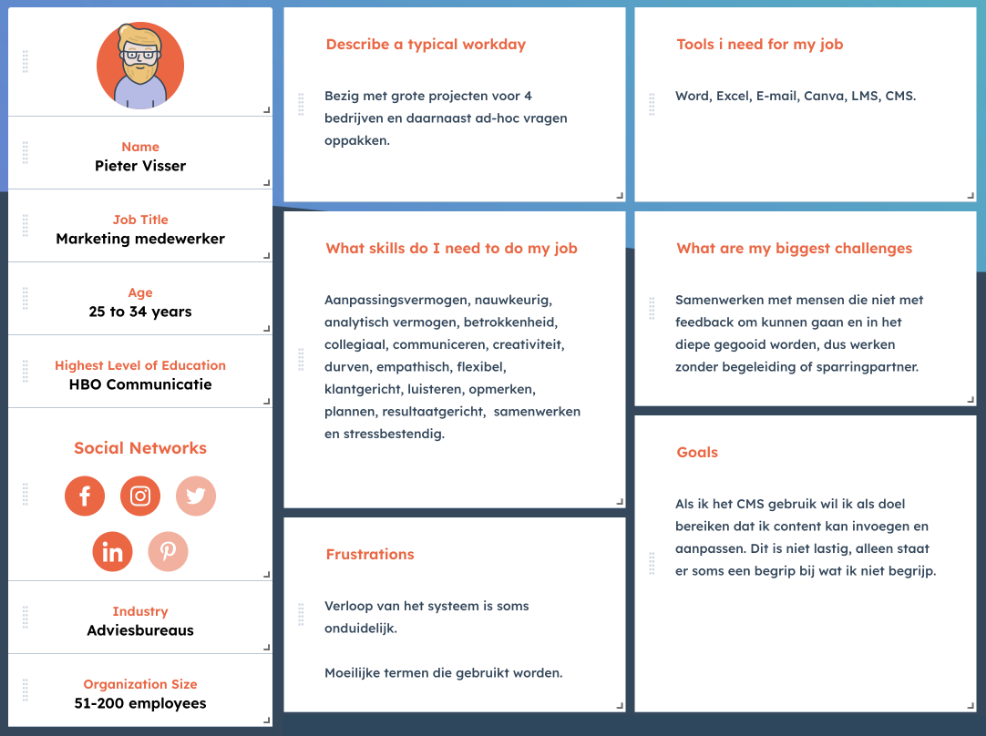 Name
Pieter Visser
Job Title
Marketing medewerker
Age
25 to 34 years
Highest Level of Education
HBO Communicatie
Social Networks
in
Industry
Adviesbureaus
Organization Size
51-200 employees
Describe a typical workday
Bezig met grote projecten voor 4
bedrijven en daarnaast ad-hoc vragen
oppakken.
What skills do I need to do my job
Aanpassingsvermogen, nauwkeurig,
analytisch vermogen, betrokkenheid,
collegiaal, communiceren, creativiteit,
durven, empathisch, flexibel,
klantgericht, luisteren, opmerken,
plannen, resultaatgericht,  samenwerken
en stressbestendig.
Frustrations
Verloop van het systeem is soms
onduidelijk.
Moeilijke termen die gebruikt worden.
Tools i need for my job
Word, Excel, E-mail, Canva, LMS, CMS.
What are my biggest challenges
Samenwerken met mensen die niet met
feedback om kunnen gaan en in het
diepe gegooid worden, dus werken
zonder begeleiding of sparringpartner.
Goals
Als ik het CMS gebruik wil ik als doel
bereiken dat ik content kan invoegen en
aanpassen. Dit is niet lastig, alleen staat
er soms een begrip bij wat ik niet begrijp.